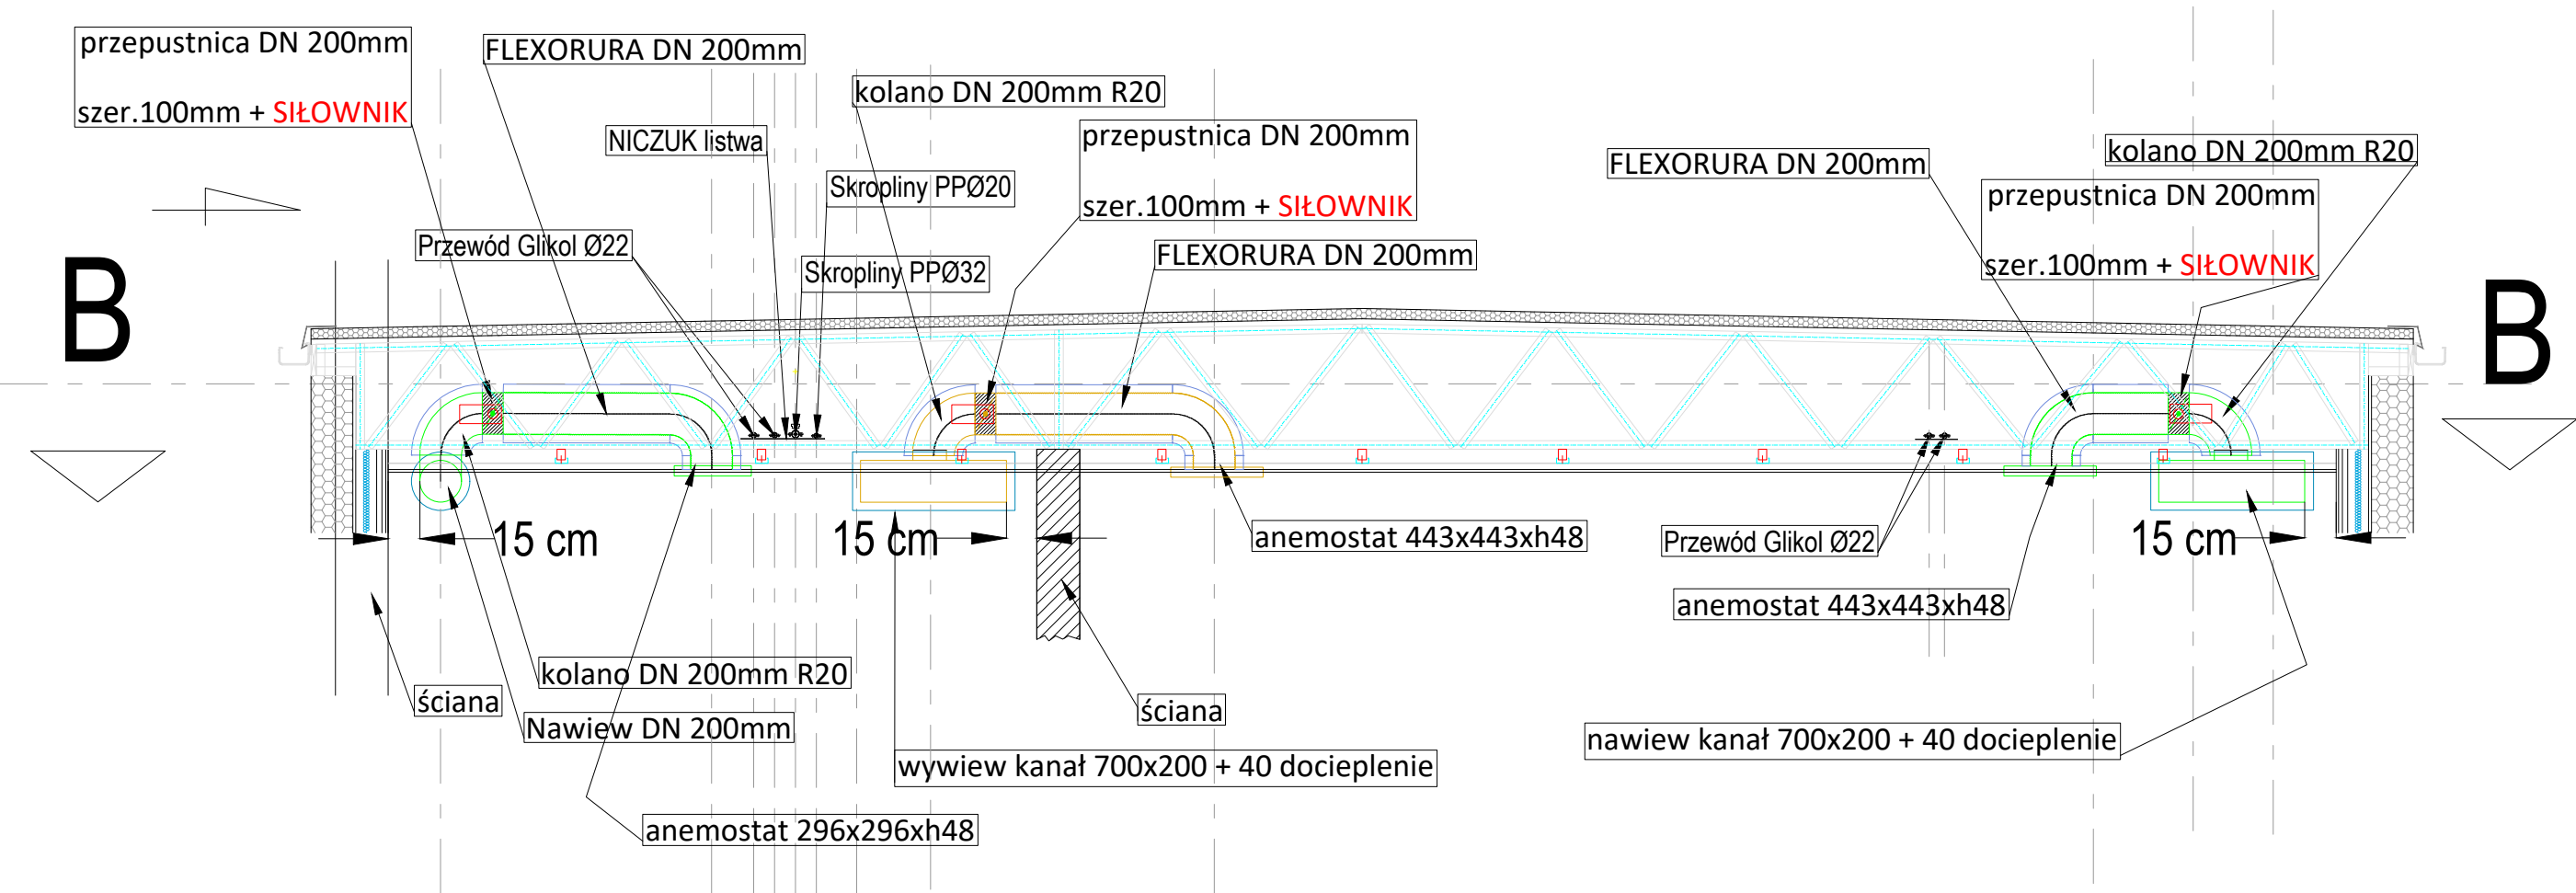 przepustnica DN 200mm
szer.100mm + SIŁOWNIK
FLEXORURA DN 200mm
kolano DN 200mm R20
NICZUK listwa
przepustnica DN 200mm
szer.100mm + SIŁOWNIK
Skropliny PPØ20
FLEXORURA DN 200mm
kolano DN 200mm R20
przepustnica DN 200mm
szer.100mm + SIŁOWNIK
Przewód Glikol Ø22
Skropliny PPØ32
FLEXORURA DN 200mm
B
B
15 cm
15 cm
anemostat 443x443xh48
Przewód Glikol Ø22
15 cm
anemostat 443x443xh48
kolano DN 200mm R20
ściana
ściana
Nawiew DN 200mm
nawiew kanał 700x200 + 40 docieplenie
wywiew kanał 700x200 + 40 docieplenie
anemostat 296x296xh48